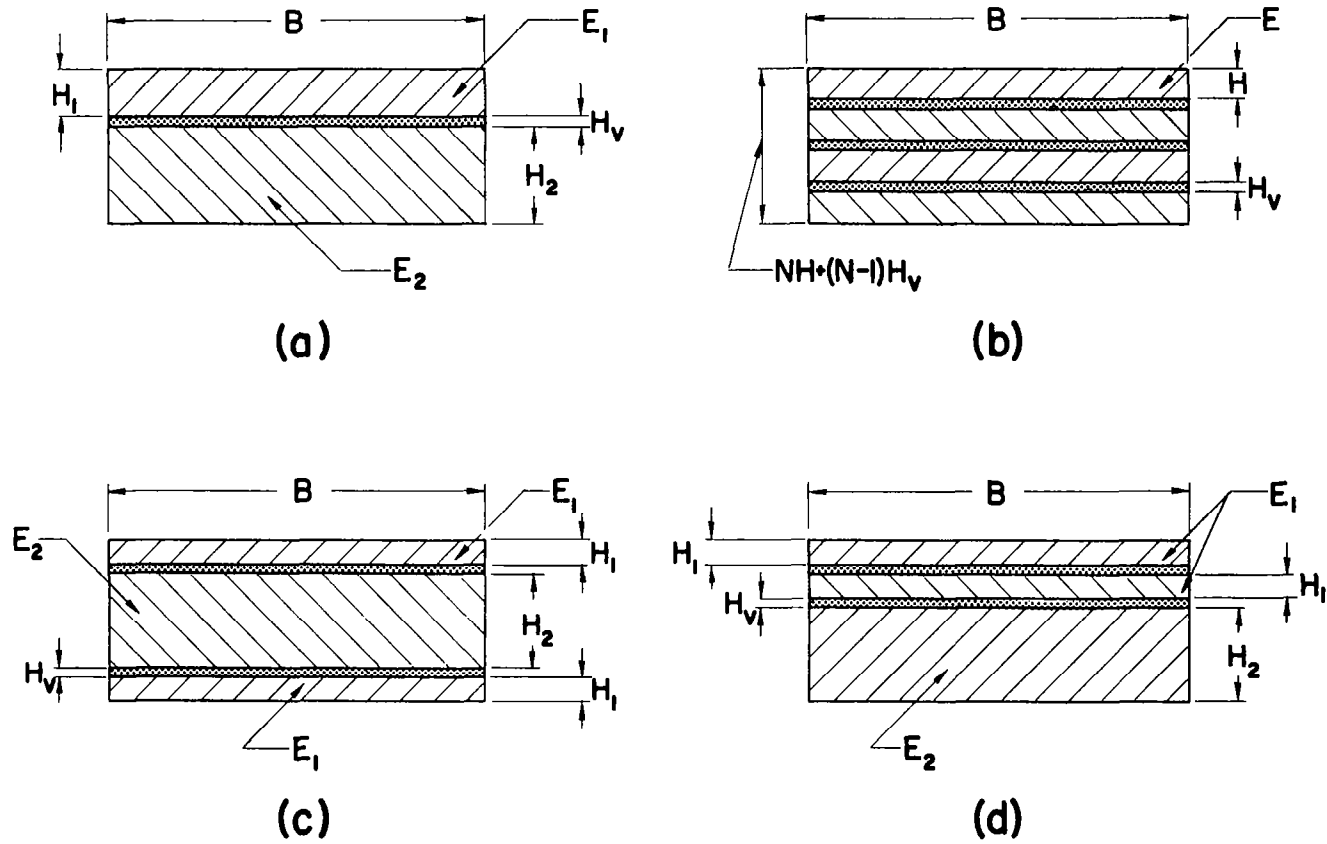 B
E₁
H₁
Hᵥ
H₂
E₂
(a)
B
E
H
Hᵥ
NH+(N-1)Hᵥ
(b)
B
E₁
E₂
H₁
H₂
Hᵥ
H₁
E₁
(c)
B
E₁
H₁
H₁
Hᵥ
H₂
E₂
(d)